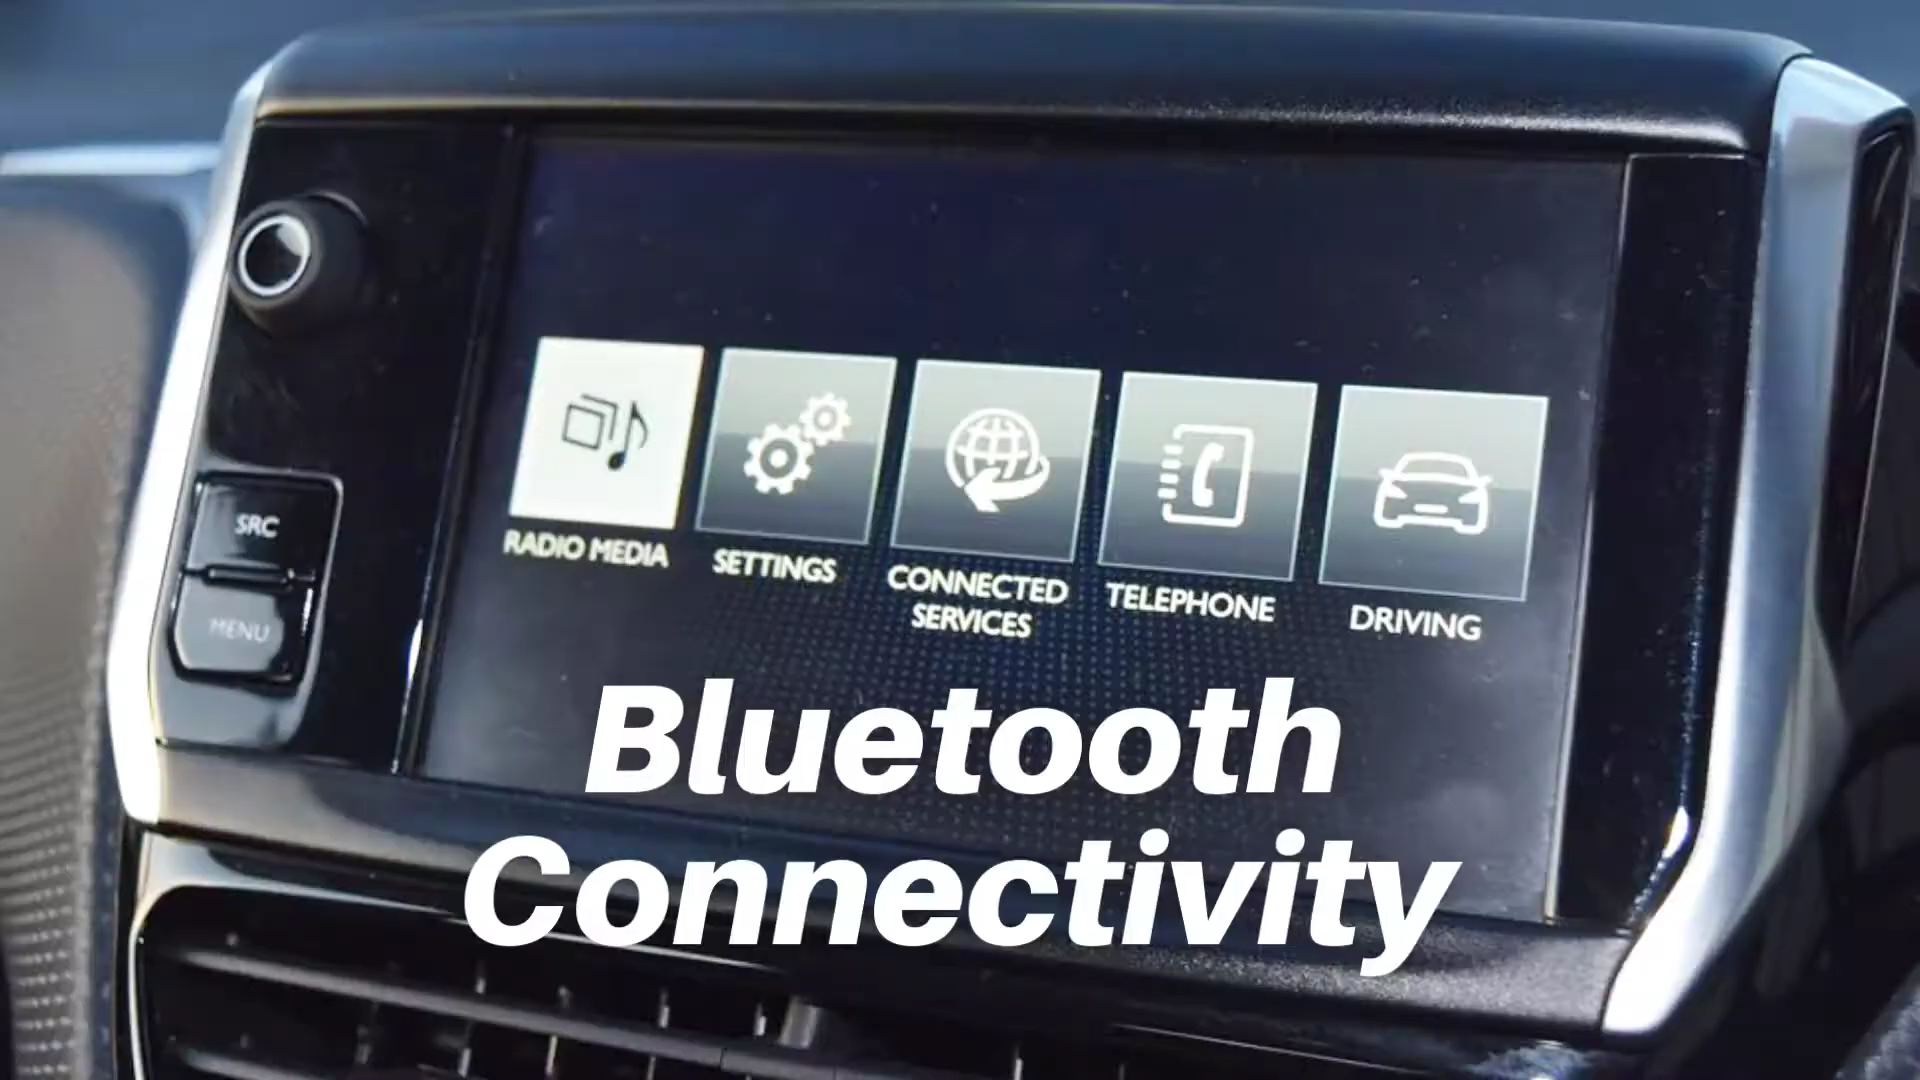 SRC
MENU
RADIO MEDIA
SETTINGS
CONNECTED
SERVICES
TELEPHONE
DRIVING
Bluetooth
Connectivity